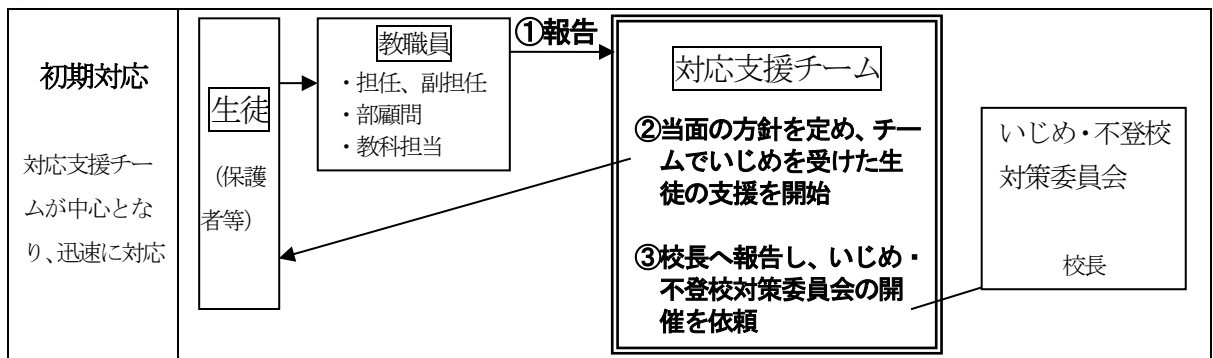 初期対応
対応支援チー
ムが中心とな
り、迅速に対応
生徒
（保護
者等）
教職員
・担任、副担任
・部顧問
・教科担当
①報告
対応支援チーム
②当面の方針を定め、チー
ムでいじめを受けた生
徒の支援を開始
③校長へ報告し、いじめ・
不登校対策委員会の開
催を依頼
いじめ・不登校
対策委員会
校長